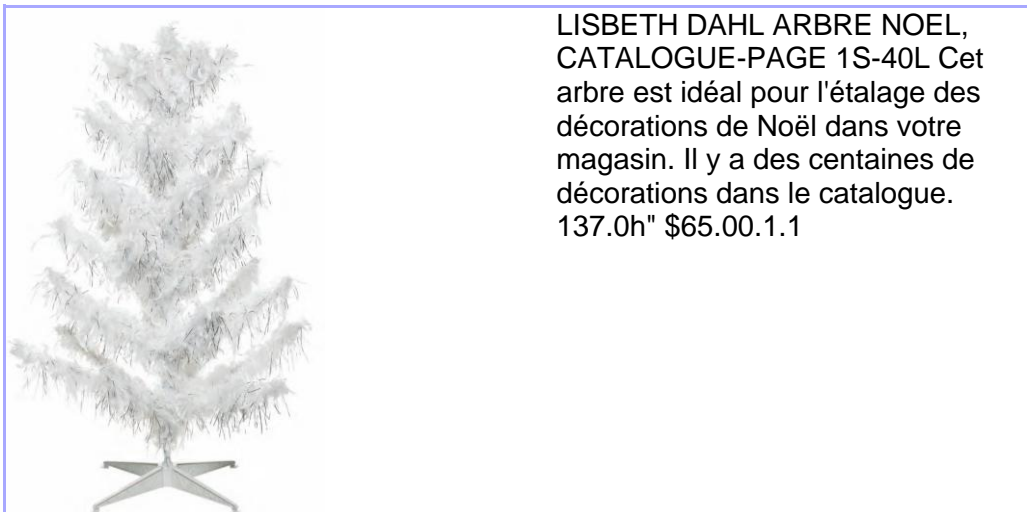 LISBETH DAHL ARBRE NOEL,
CATALOGUE-PAGE 1S-40L Cet
arbre est idéal pour l'étalage des
décorations de Noël dans votre
magasin. Il y a des centaines de
décorations dans le catalogue.
137.0h" $65.00.1.1